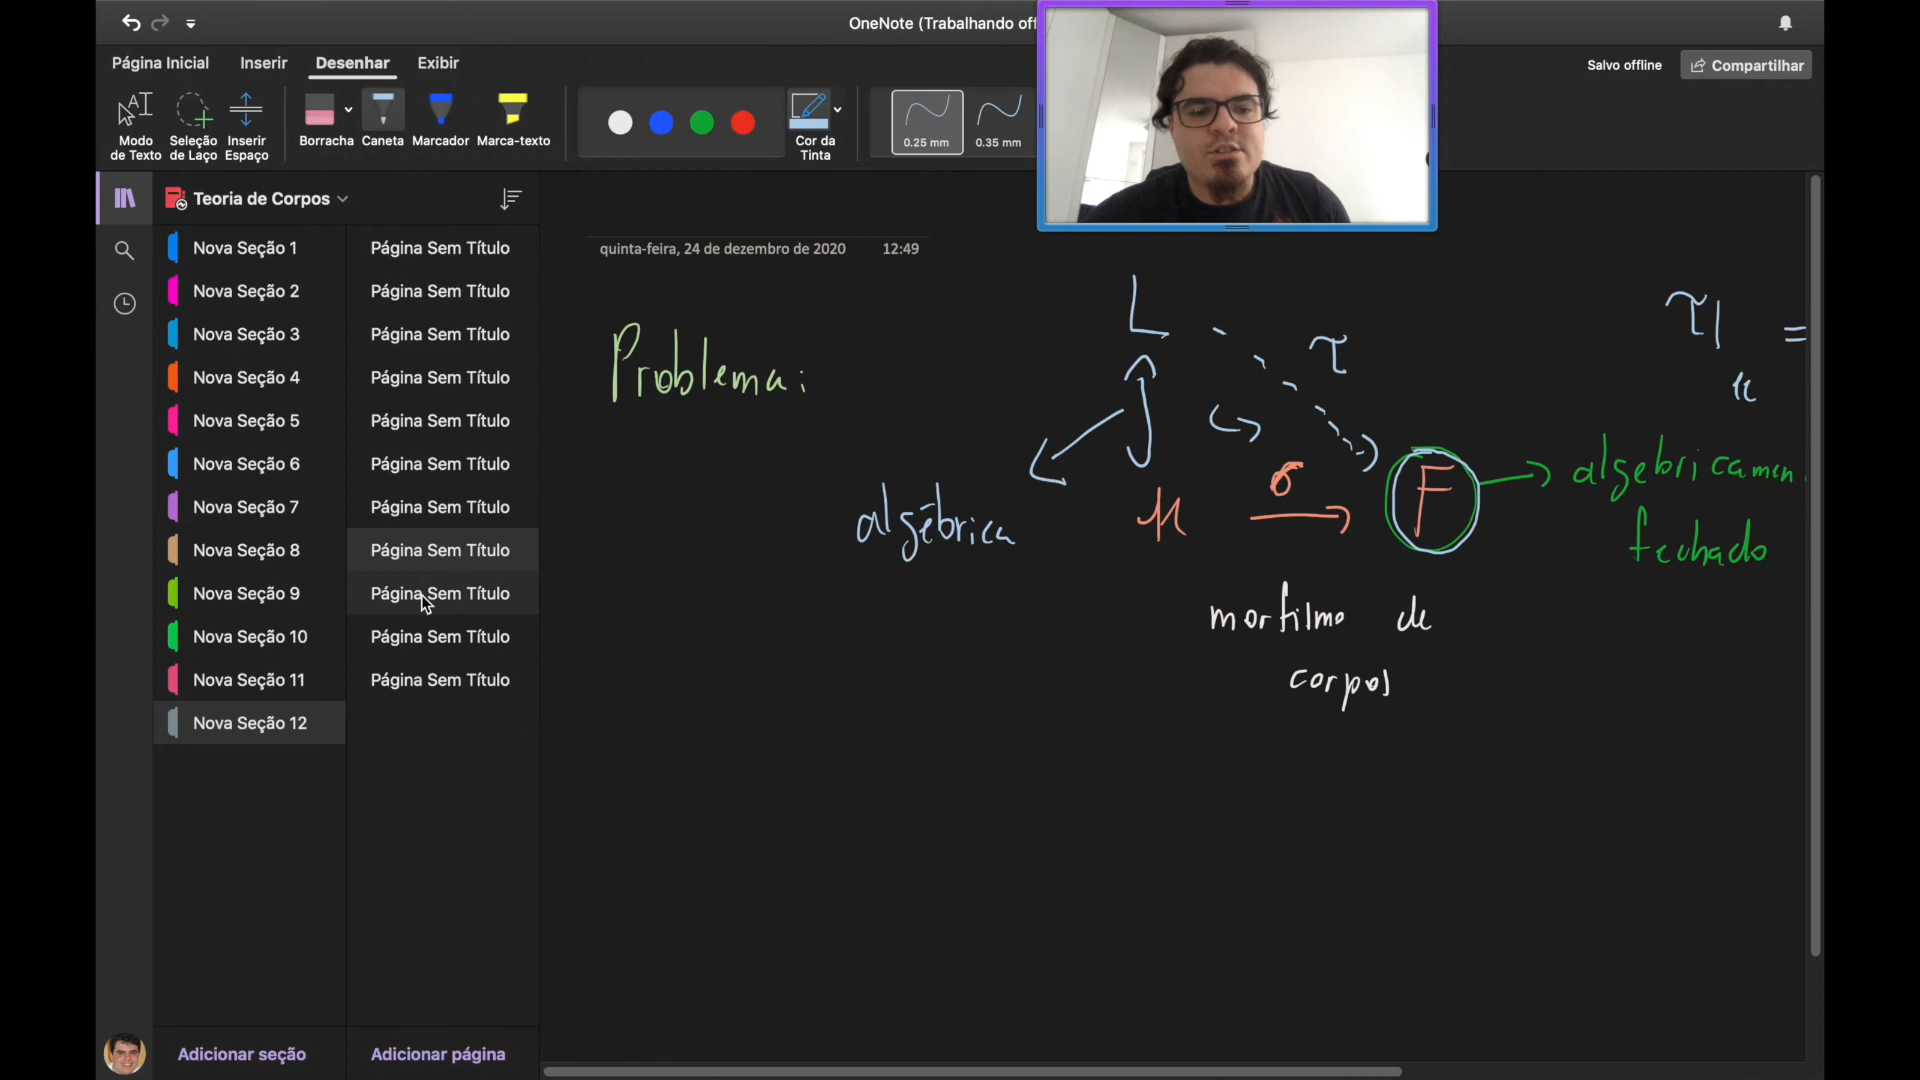 OneNote (Trabalhando off
Página Inicial
Inserir
Desenhar
Exibir
Salvo offline
Compartilhar
Modo de Texto
Seleção de Laço
Inserir Espaço
Borracha
Caneta
Marcador
Marca-texto
Cor da Tinta
0.25 mm
0.35 mm
Teoria de Corpos
Nova Seção 1
Nova Seção 2
Nova Seção 3
Nova Seção 4
Nova Seção 5
Nova Seção 6
Nova Seção 7
Nova Seção 8
Nova Seção 9
Nova Seção 10
Nova Seção 11
Nova Seção 12
Página Sem Título
Página Sem Título
Página Sem Título
Página Sem Título
Página Sem Título
Página Sem Título
Página Sem Título
Página Sem Título
Página Sem Título
Página Sem Título
Página Sem Título
Adicionar seção
Adicionar página
quinta-feira, 24 de dezembro de 2020 12:49
Problema:
L
τ
τ| =
K
algébrica
K
σ
F
algebricamen
fechado
morfismo de
corpos